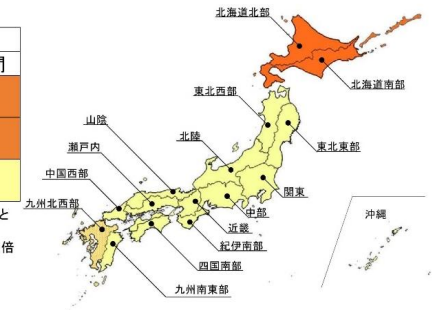 北海道北部
北海道南部
東北西部
東北東部
山陰
北陸
瀬戸内
中国西部
九州北西部
関東
中部
近畿
紀伊南部
四国南部
九州南東部
沖縄
と
倍